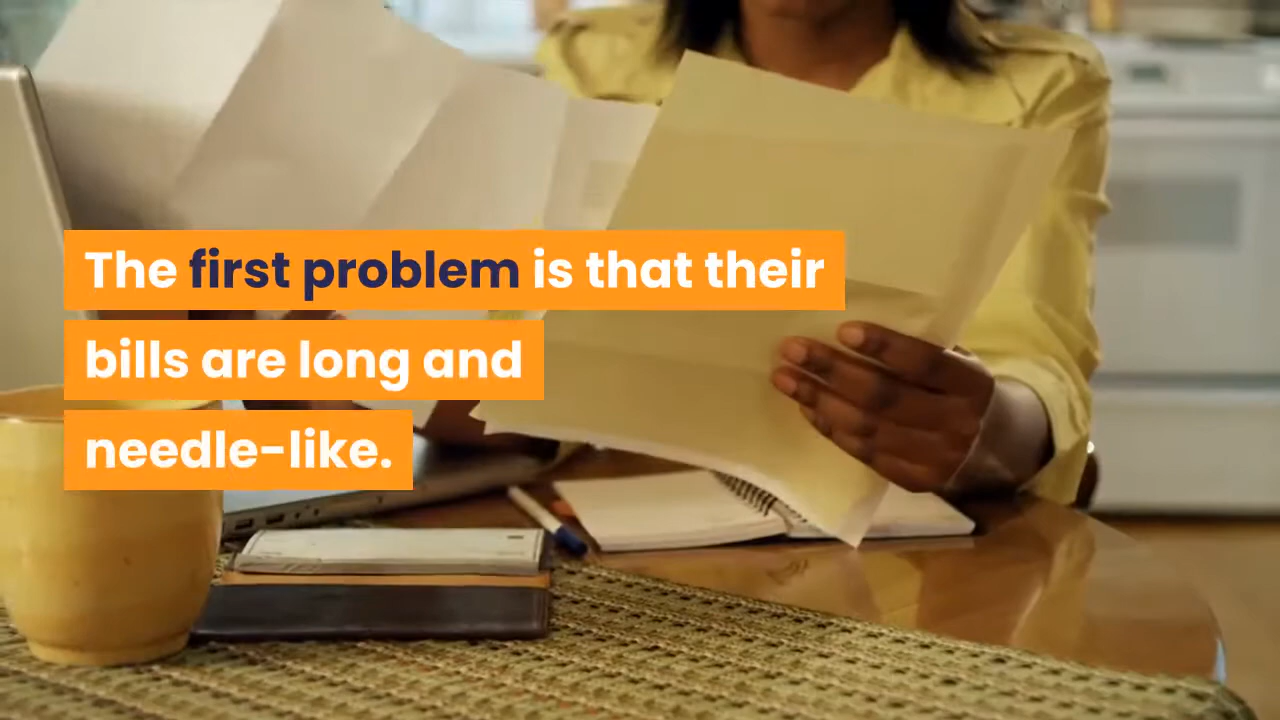 The first problem is that their
bills are long and
needle-like.